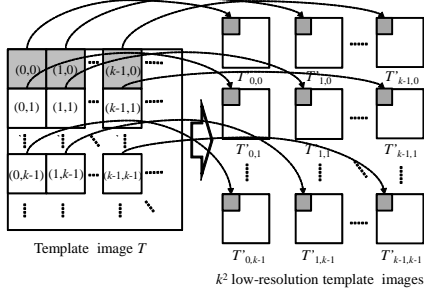 (0,0) (1,0) (k-1,0)
(0,1) (1,1) (k-1,1)
(0,k-1) (1,k-1) (k-1,k-1)
Template image T
T'0,0 T'1,0 T'k-1,0
T'0,1 T'1,1 T'k-1,1
T'0,k-1 T'1,k-1 T'k-1,k-1
k² low-resolution template images